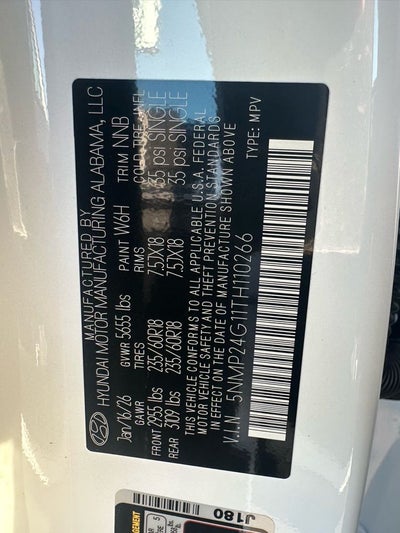 MANUFACTURED BY
HYUNDAI MOTOR MANUFACTURING ALABAMA, LLC
Jan/16/26 GVWR 5655 lbs PAINT W6H TRIM NNB
GAWR TIRES RIMS COLD TIRE INFL
FRONT 2955 lbs 235/60R18 7.5JX18 35 psi SINGLE
REAR 3109 lbs 235/60R18 7.5JX18 35 psi SINGLE
THIS VEHICLE CONFORMS TO ALL APPLICABLE U.S.A. FEDERAL
MOTOR VEHICLE SAFETY AND THEFT PREVENTION STANDARDS IN
EFFECT ON THE DATE OF MANUFACTURE SHOWN ABOVE
V.I.N: 5NMP24G11TH110266 TYPE: MPV
J180